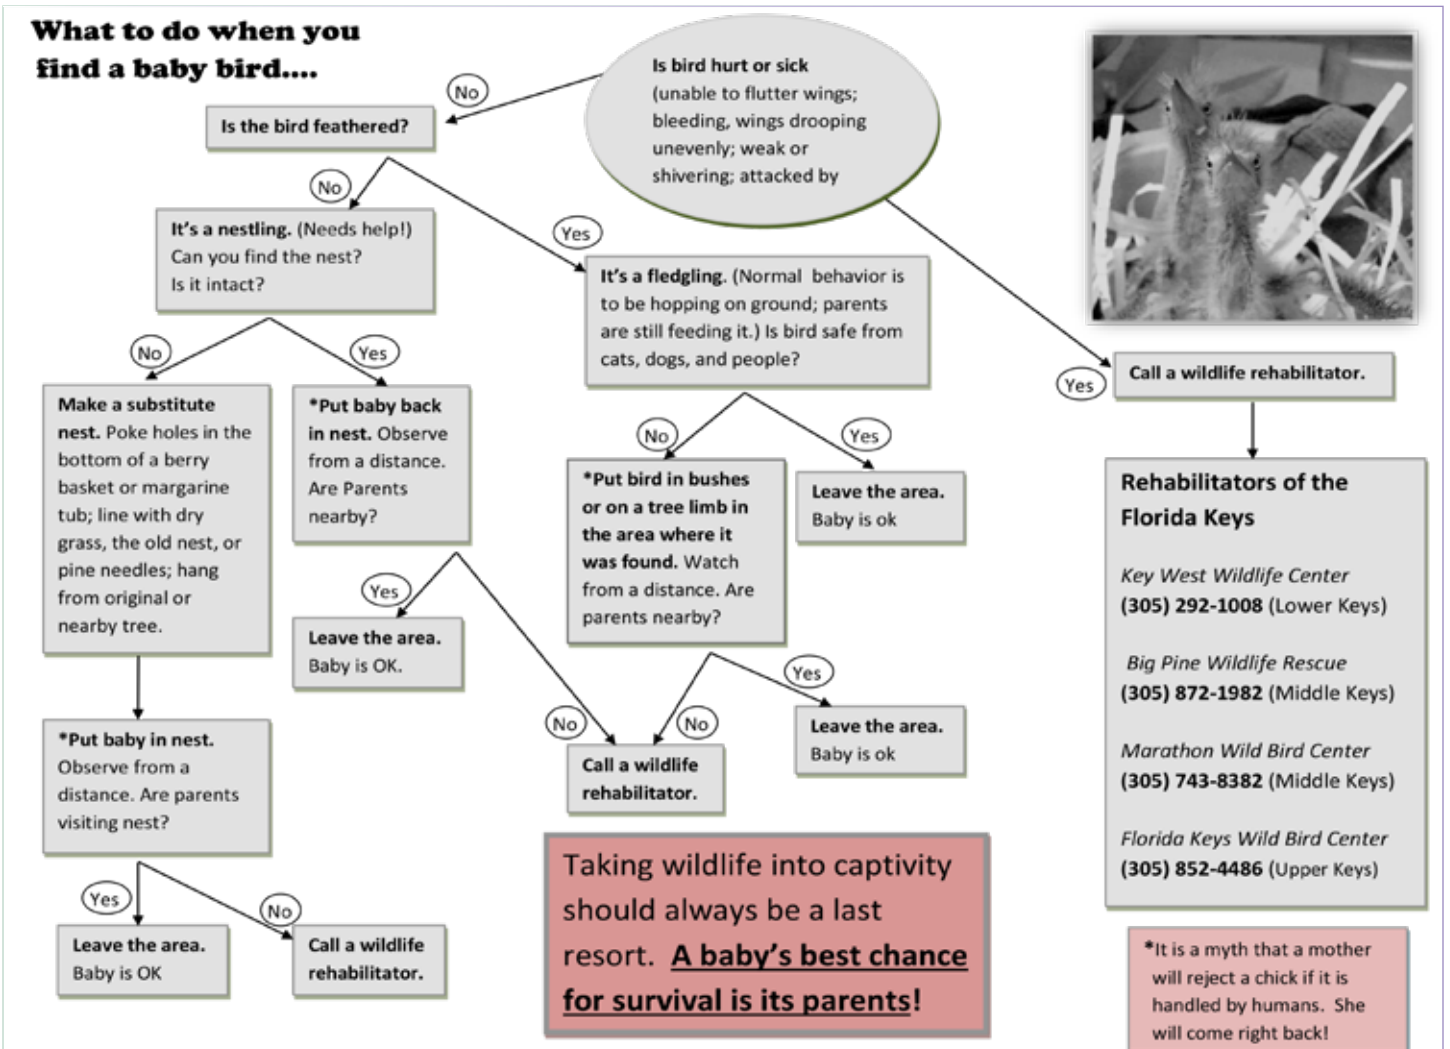 What to do when you
find a baby bird....
Is bird hurt or sick
(unable to flutter wings;
bleeding, wings drooping
unevenly; weak or
shivering; attacked by
No
Is the bird feathered?
No
Yes
It's a nestling. (Needs help!)
Can you find the nest?
Is it intact?
It's a fledgling. (Normal behavior is
to be hopping on ground; parents
are still feeding it.) Is bird safe from
cats, dogs, and people?
Yes
Call a wildlife rehabilitator.
No
Yes
Make a substitute
nest. Poke holes in the
bottom of a berry
basket or margarine
tub; line with dry
grass, the old nest, or
pine needles; hang
from original or
nearby tree.
*Put baby back
in nest. Observe
from a distance.
Are Parents
nearby?
No
Yes
*Put bird in bushes
or on a tree limb in
the area where it
was found. Watch
from a distance. Are
parents nearby?
Leave the area.
Baby is ok
Yes
Leave the area.
Baby is OK.
No
No
Yes
Call a wildlife
rehabilitator.
Leave the area.
Baby is ok
*Put baby in nest.
Observe from a
distance. Are parents
visiting nest?
Yes
No
Leave the area.
Baby is OK
Call a wildlife
rehabilitator.
Rehabilitators of the
Florida Keys
Key West Wildlife Center
(305) 292-1008 (Lower Keys)
Big Pine Wildlife Rescue
(305) 872-1982 (Middle Keys)
Marathon Wild Bird Center
(305) 743-8382 (Middle Keys)
Florida Keys Wild Bird Center
(305) 852-4486 (Upper Keys)
Taking wildlife into captivity
should always be a last
resort. A baby's best chance
for survival is its parents!
*It is a myth that a mother
will reject a chick if it is
handled by humans. She
will come right back!